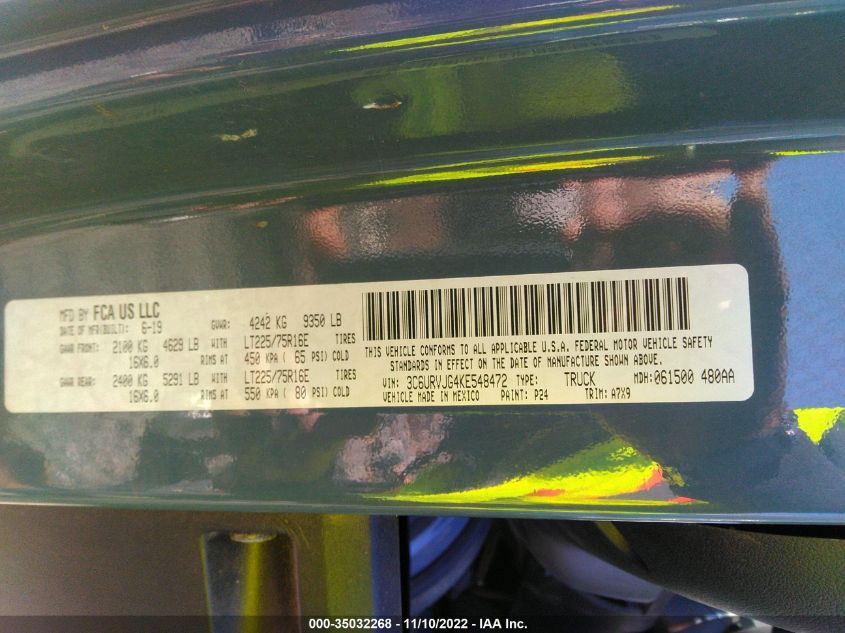 MFD BY FCA US LLC
DATE OF MFR(BUILT): 6-19 GVWR: 4242 KG 9350 LB
GAWR FRONT: 2100 KG 4629 LB WITH LT225/75R16E TIRES
16X6.0 RIMS AT 450 KPA ( 65 PSI) COLD
GAWR REAR: 2400 KG 5291 LB WITH LT225/75R16E TIRES
16X6.0 RIMS AT 550 KPA ( 80 PSI) COLD
THIS VEHICLE CONFORMS TO ALL APPLICABLE U.S.A. FEDERAL MOTOR VEHICLE SAFETY
STANDARDS IN EFFECT ON THE DATE OF MANUFACTURE SHOWN ABOVE.
VIN: 3C6URVJG4KE548472 TYPE: TRUCK MDH: 061500 480AA
VEHICLE MADE IN MEXICO PAINT: P24 TRIM: A7X9
000-35032268 - 11/10/2022 - IAA Inc.